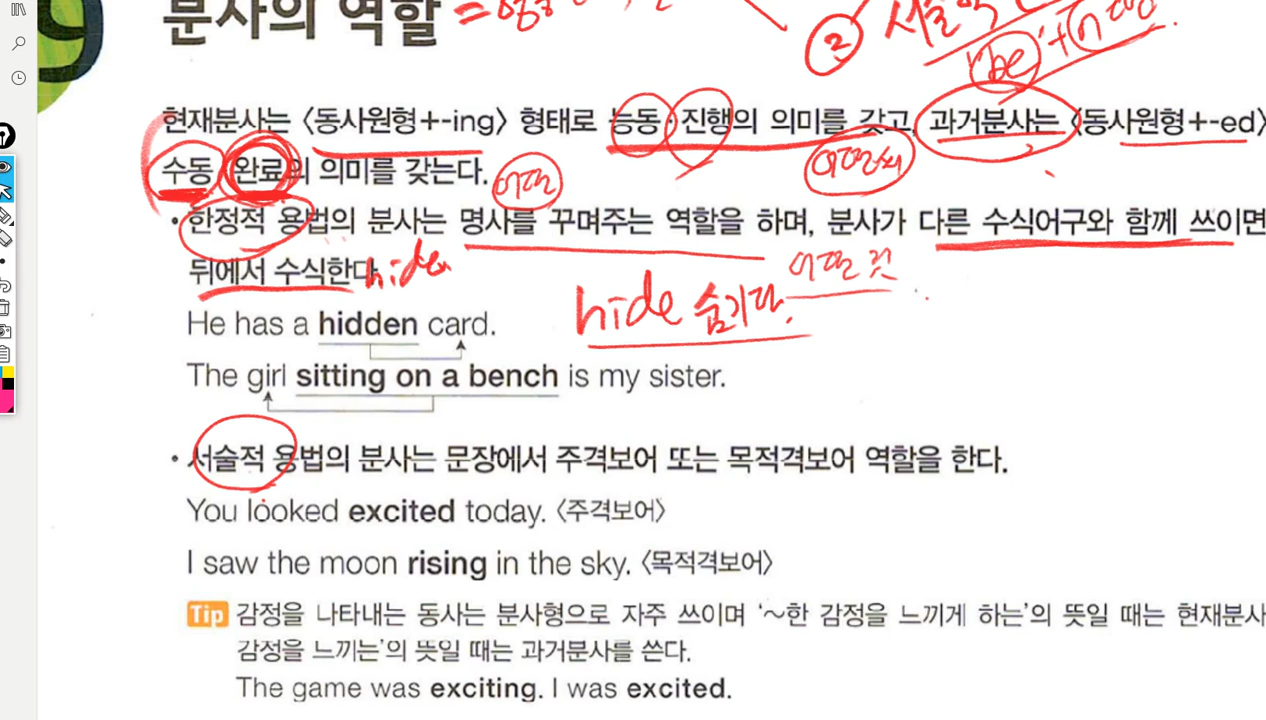 분사의 역할 =
② 서술적
be + n
현재분사는 〈동사원형+-ing〉 형태로 능동·진행의 의미를 갖고, 과거분사는 〈동사원형+-ed〉
수동 완료의 의미를 갖는다.
어떤
• 한정적 용법의 분사는 명사를 꾸며주는 역할을 하며, 분사가 다른 수식어구와 함께 쓰이면
뒤에서 수식한다.
hide 숨기다.
어떤 것
He has a hidden card.
The girl sitting on a bench is my sister.
• 서술적 용법의 분사는 문장에서 주격보어 또는 목적격보어 역할을 한다.
You looked excited today. 〈주격보어〉
I saw the moon rising in the sky. 〈목적격보어〉
Tip 감정을 나타내는 동사는 분사형으로 자주 쓰이며 ‘~한 감정을 느끼게 하는’의 뜻일 때는 현재분사
감정을 느끼는’의 뜻일 때는 과거분사를 쓴다.
The game was exciting. I was excited.